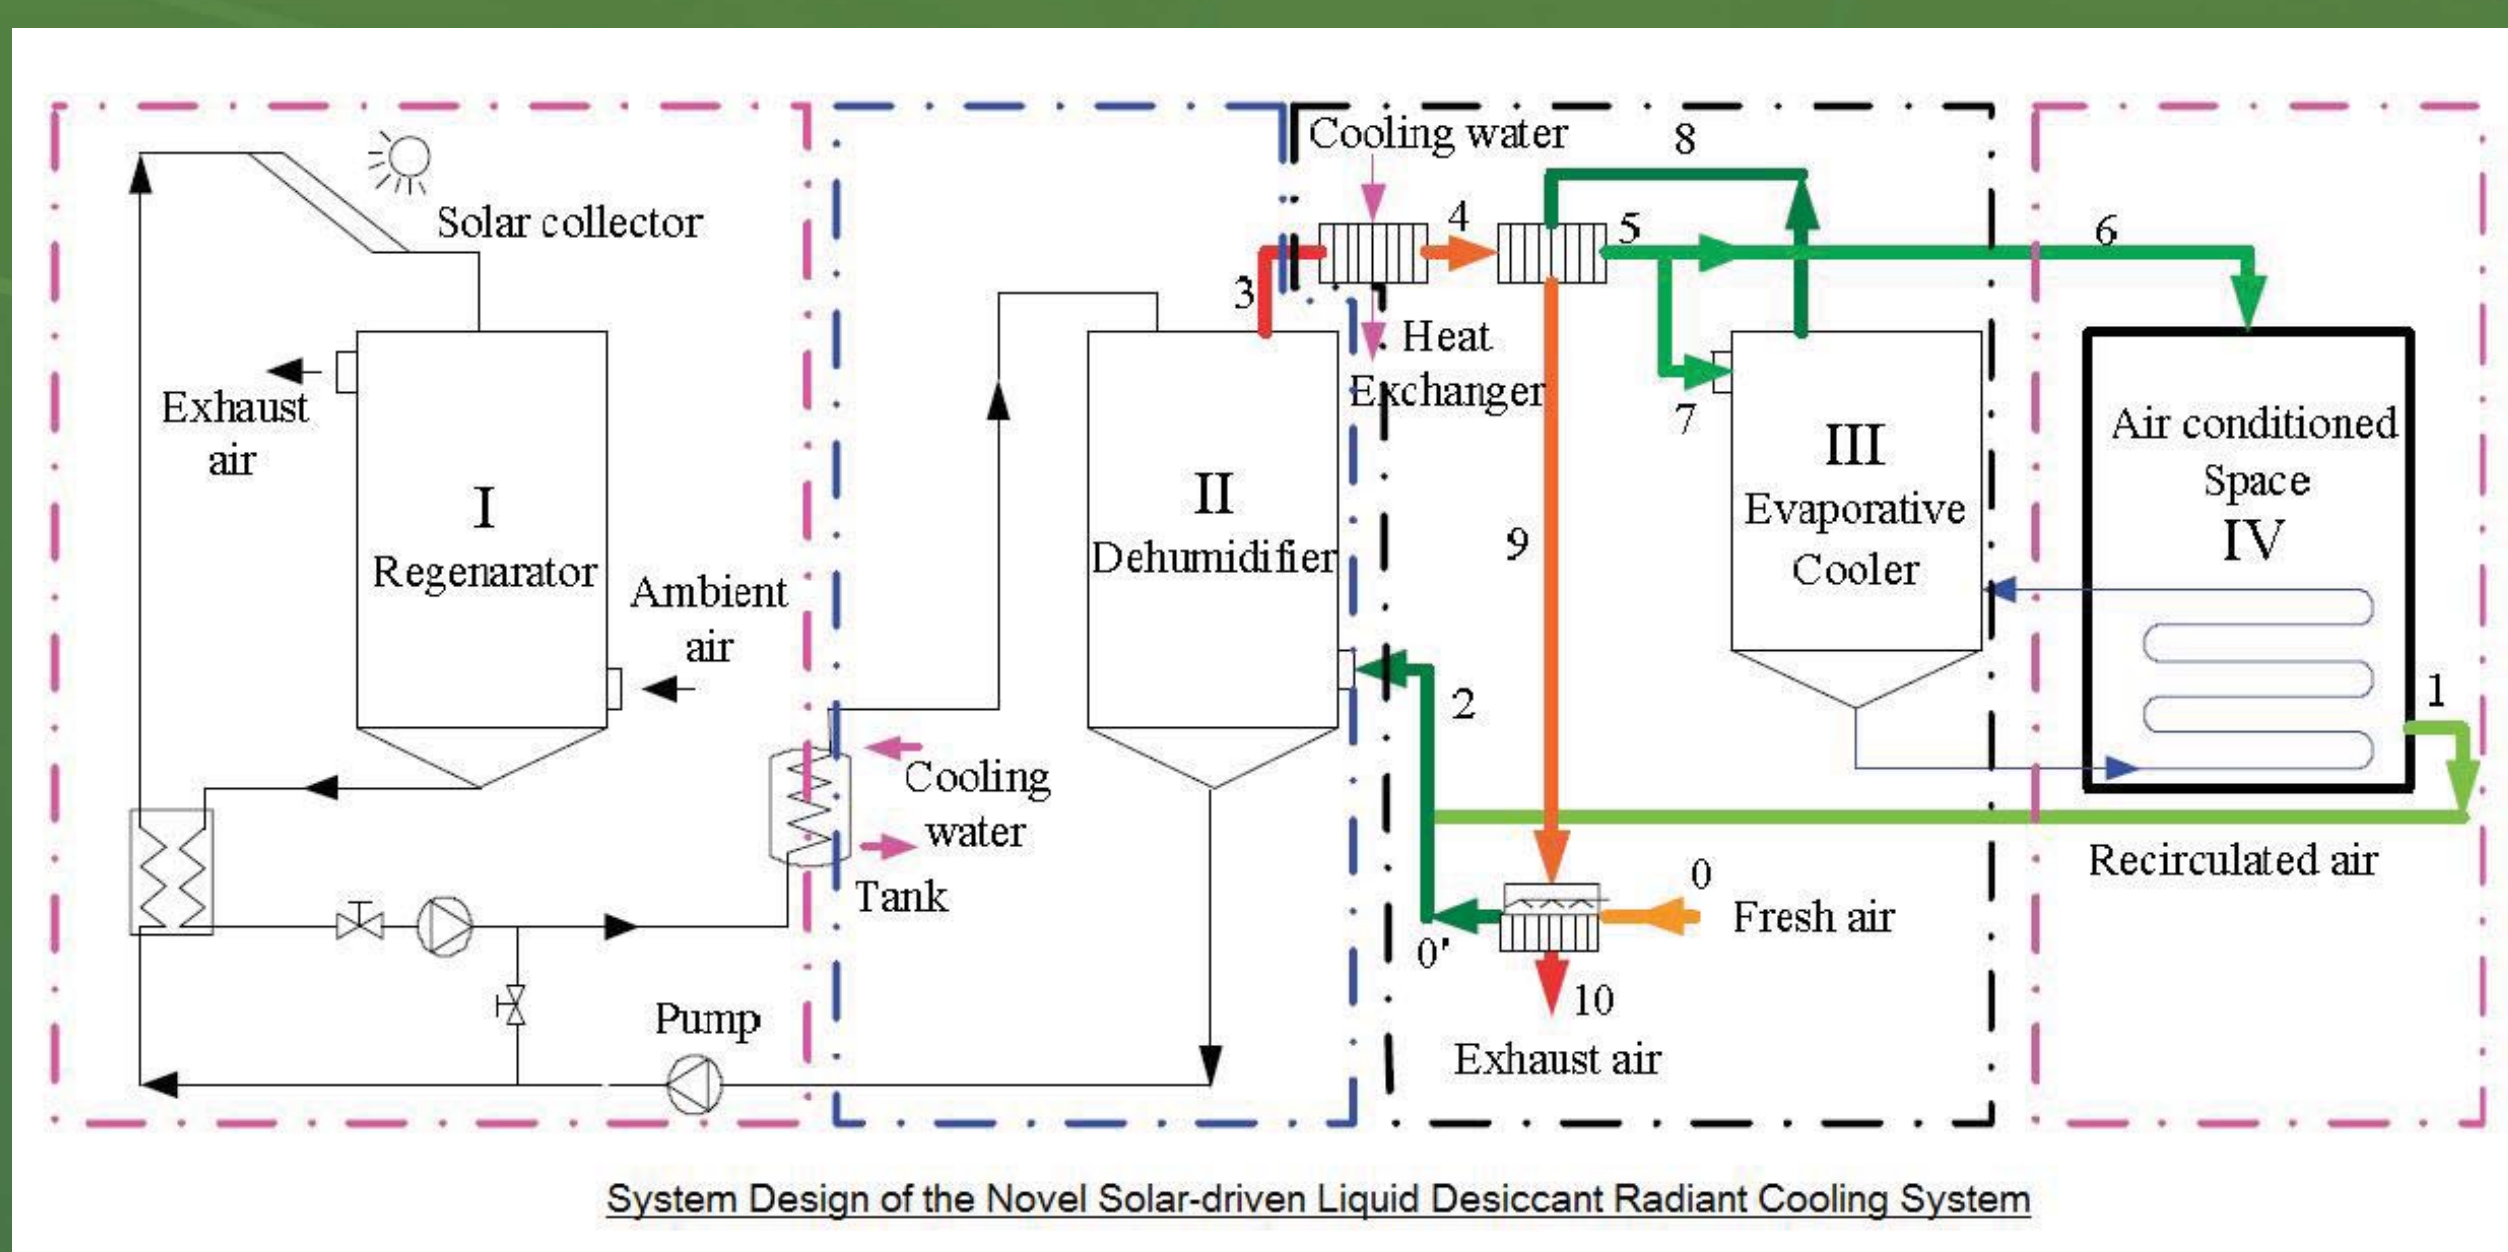 Cooling water
8
Solar collector
4
5
6
3
Heat
Exchanger
Exhaust
air
7
I
Regenarator
Ambient
air
II
Dehumidifier
9
III
Evaporative
Cooler
Air conditioned
Space
IV
2
1
Cooling
water
Tank
Recirculated air
0
Fresh air
0'
10
Exhaust air
Pump
System Design of the Novel Solar-driven Liquid Desiccant Radiant Cooling System